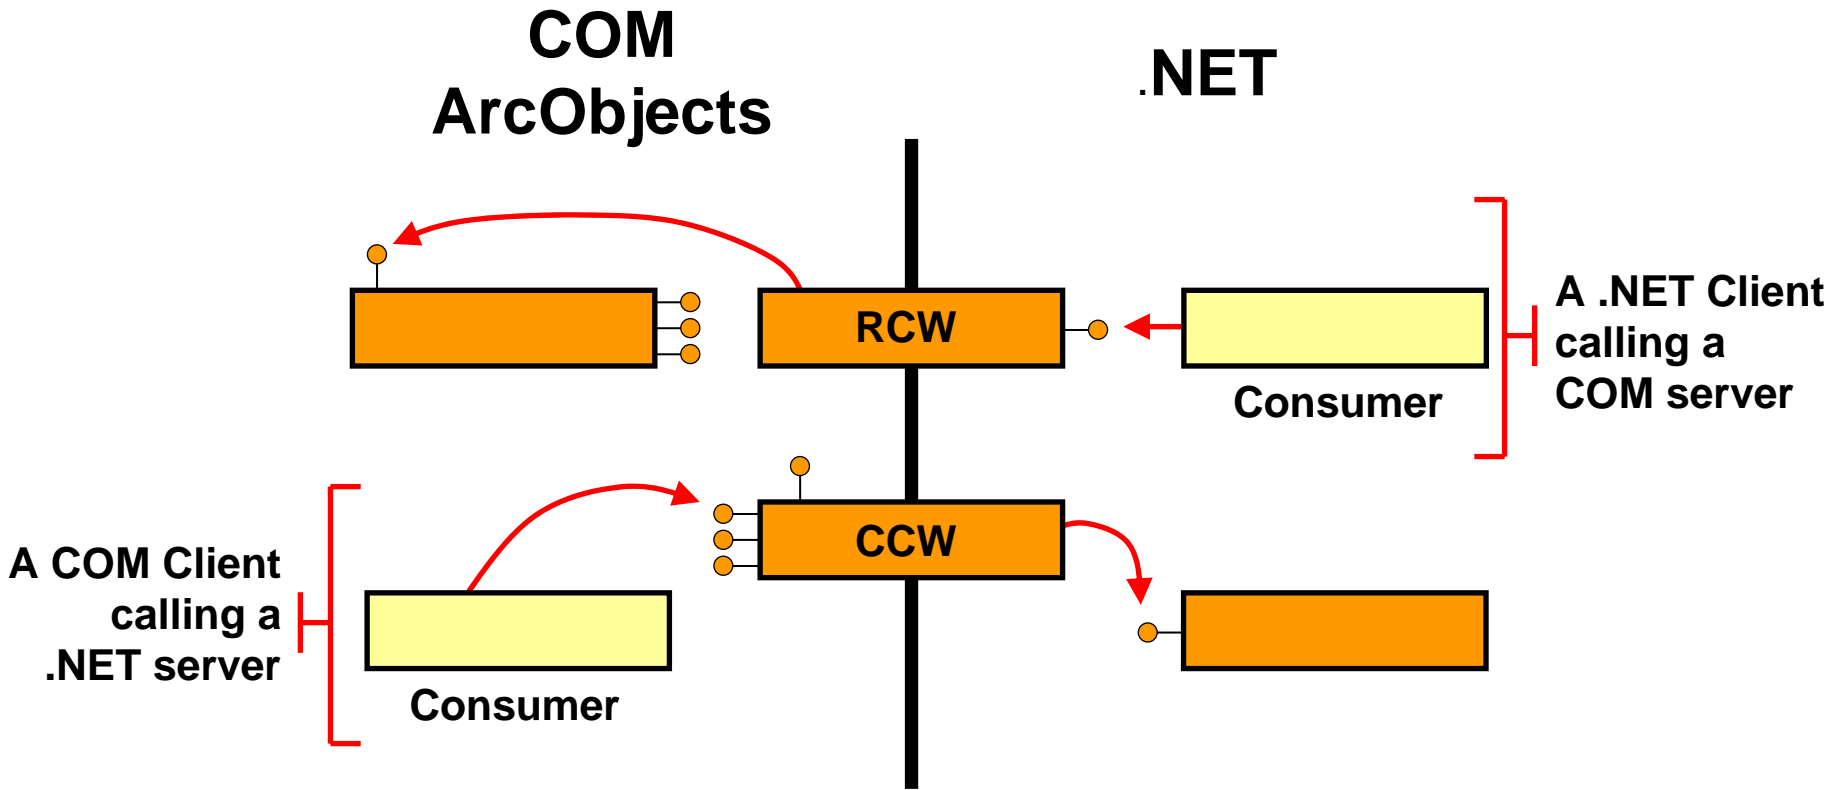 COM
ArcObjects
.NET
RCW
Consumer
A .NET Client
calling a
COM server
CCW
A COM Client
calling a
.NET server
Consumer